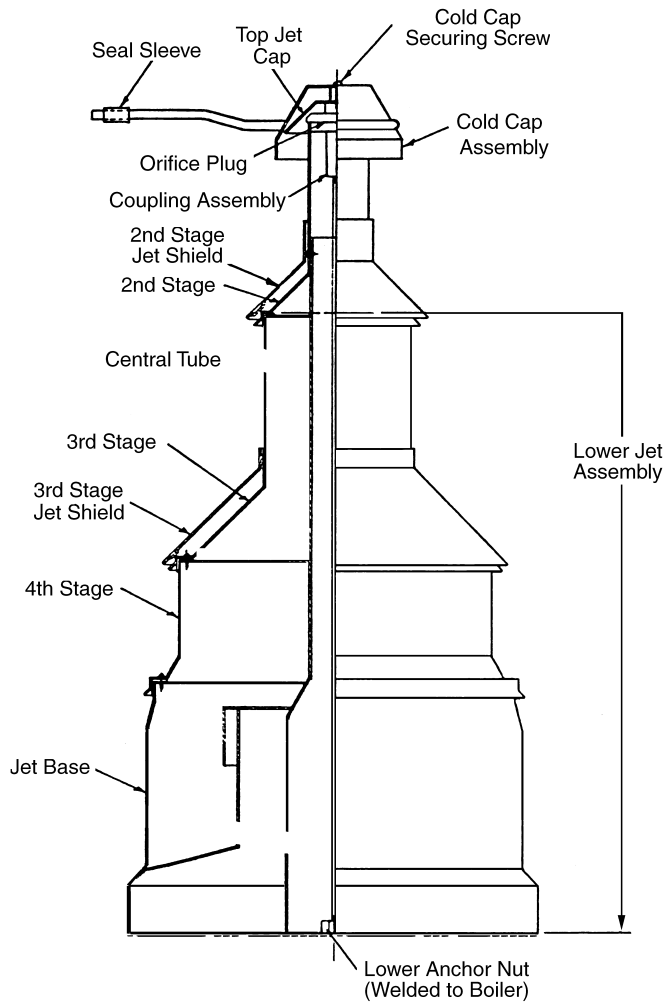 Cold Cap
Securing Screw
Top Jet
Cap
Seal Sleeve
Cold Cap
Assembly
Orifice Plug
Coupling Assembly
2nd Stage
Jet Shield
2nd Stage
Central Tube
3rd Stage
Lower Jet
Assembly
3rd Stage
Jet Shield
4th Stage
Jet Base
Lower Anchor Nut
(Welded to Boiler)